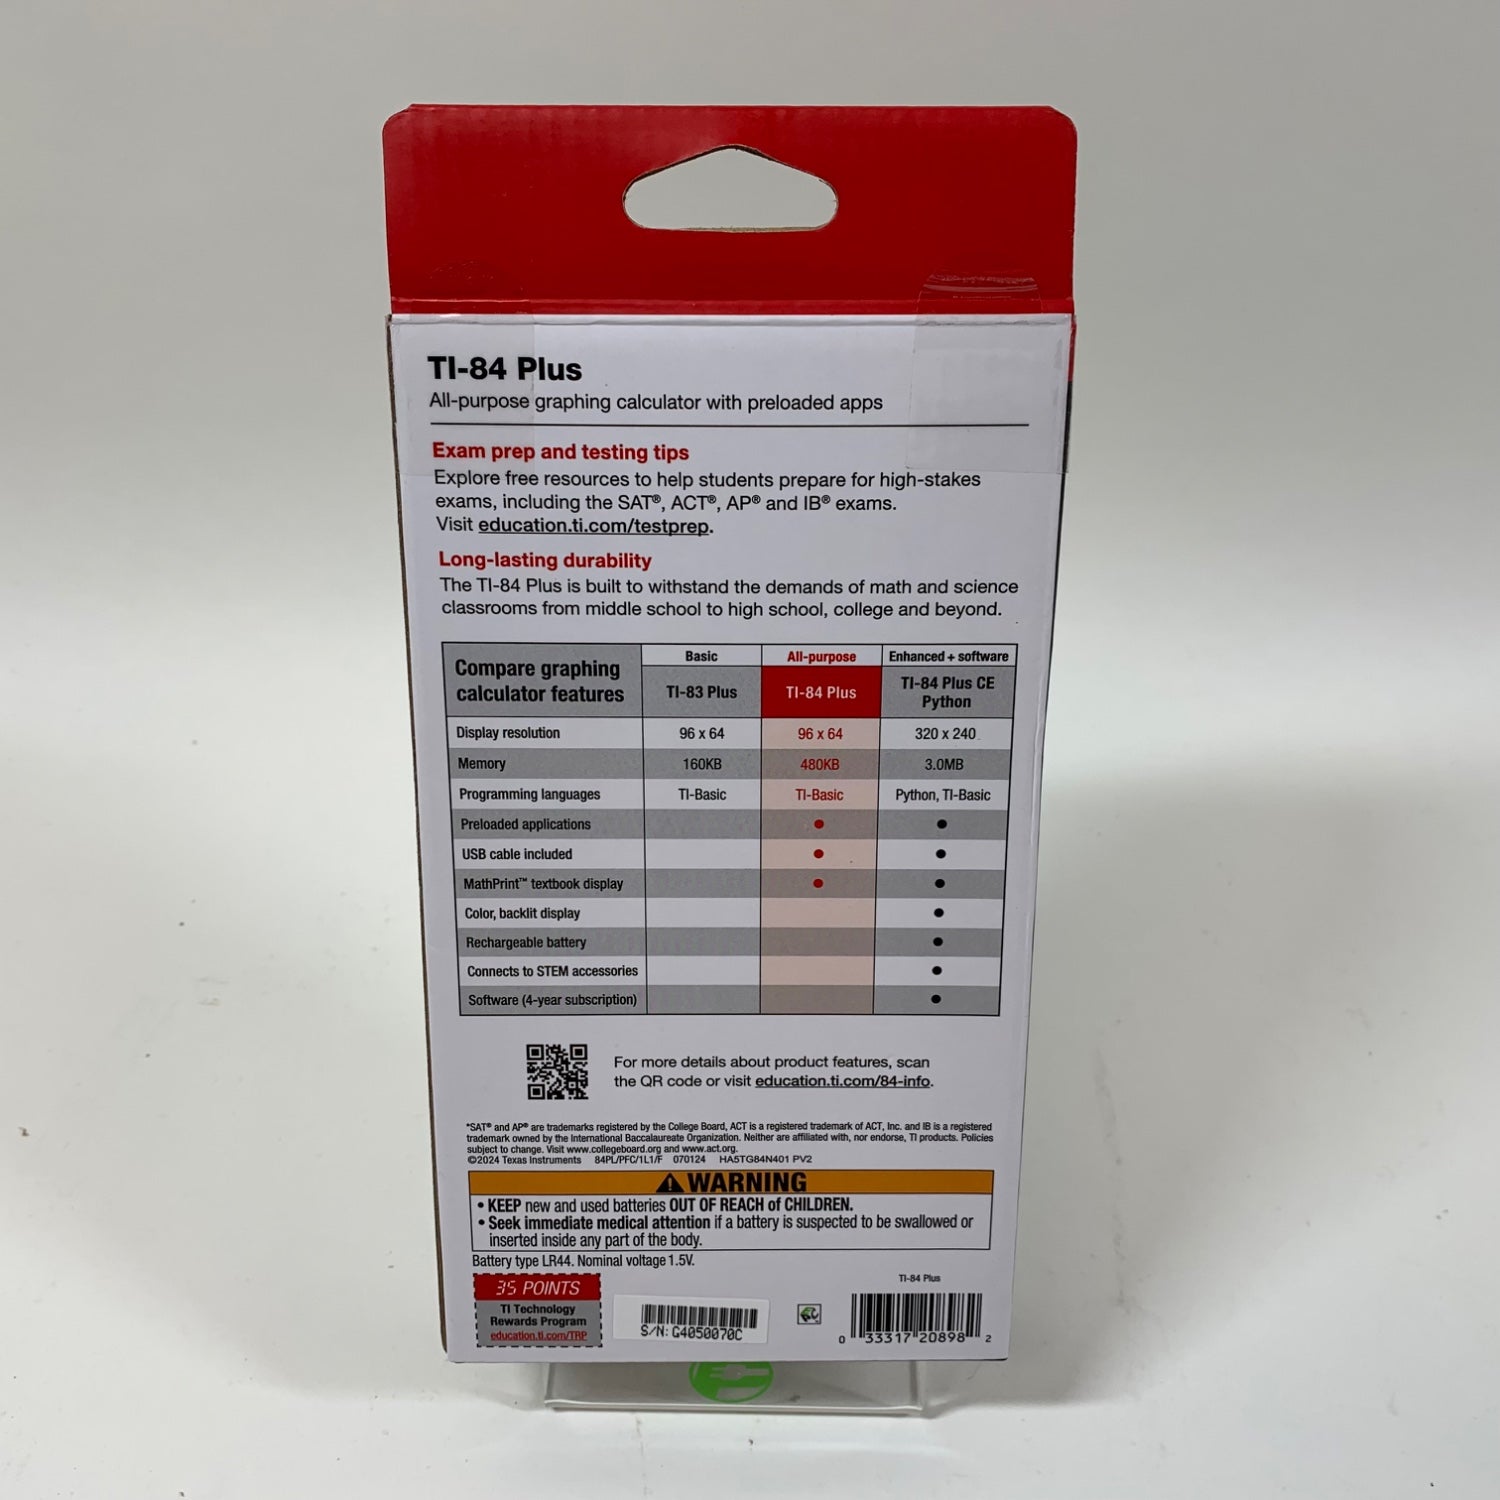 TI-84 Plus
All-purpose graphing calculator with preloaded apps
Exam prep and testing tips
Explore free resources to help students prepare for high-stakes
exams, including the SAT®, ACT®, AP® and IB® exams.
Visit education.ti.com/testprep.
Long-lasting durability
The TI-84 Plus is built to withstand the demands of math and science
classrooms from middle school to high school, college and beyond.
Compare graphing
calculator features
Basic All-purpose Enhanced + software
TI-83 Plus TI-84 Plus TI-84 Plus CE
Python
Display resolution 96 x 64 96 x 64 320 x 240
Memory 160KB 480KB 3.0MB
Programming languages TI-Basic TI-Basic Python, TI-Basic
Preloaded applications ● ●
USB cable included ● ●
MathPrint™ textbook display ● ●
Color, backlit display ●
Rechargeable battery ●
Connects to STEM accessories ●
Software (4-year subscription) ●
For more details about product features, scan
the QR code or visit education.ti.com/84-info.
*SAT® and AP® are trademarks registered by the College Board, ACT is a registered trademark of ACT, Inc. and IB is a registered
trademark owned by the International Baccalaureate Organization. Neither are affiliated with, nor endorse, TI products. Policies
subject to change. Visit www.collegeboard.org and www.act.org.
©2024 Texas Instruments 84PL/PFC/1L1/F 070124 HA5TG84N401 PV2
WARNING
• KEEP new and used batteries OUT OF REACH of CHILDREN.
• Seek immediate medical attention if a battery is suspected to be swallowed or
inserted inside any part of the body.
Battery type LR44. Nominal voltage 1.5V.
35 POINTS
TI Technology
Rewards Program
education.ti.com/TRP
S/N: G4050070C
TI-84 Plus
0 33317 20898 2